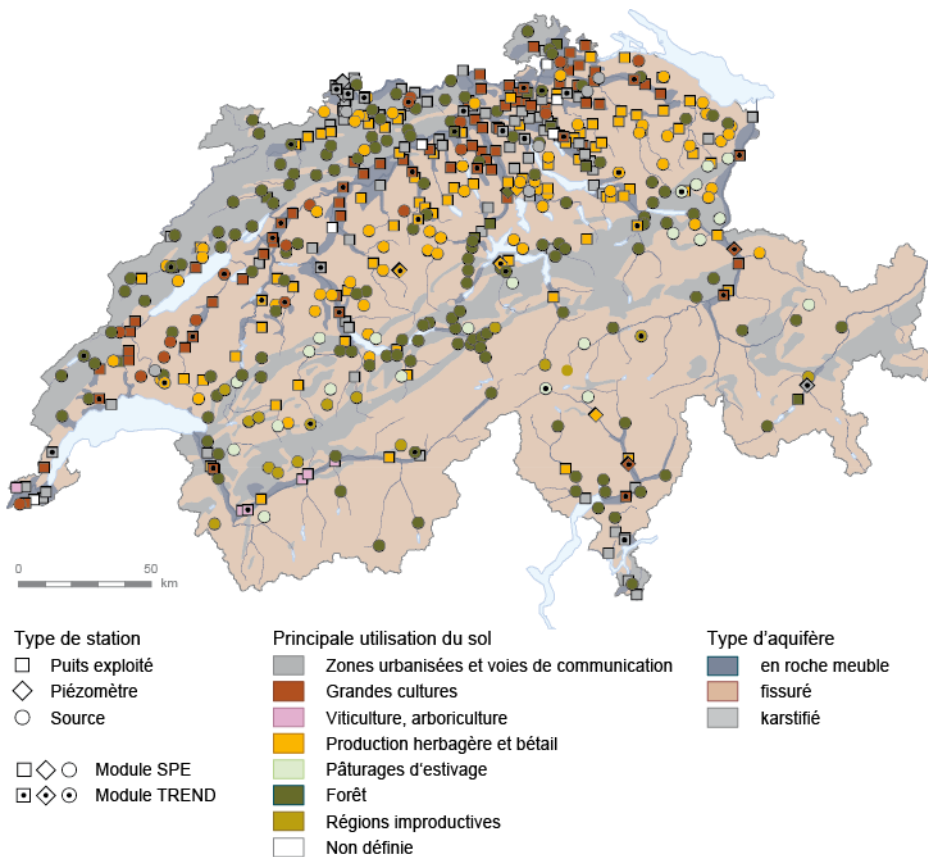 0 50
km
Type de station
Puits exploité
Piézomètre
Source
Module SPE
Module TREND
Principale utilisation du sol
Zones urbanisées et voies de communication
Grandes cultures
Viticulture, arboriculture
Production herbagère et bétail
Pâturages d'estivage
Forêt
Régions improductives
Non définie
Type d'aquifère
en roche meuble
fissuré
karstifié